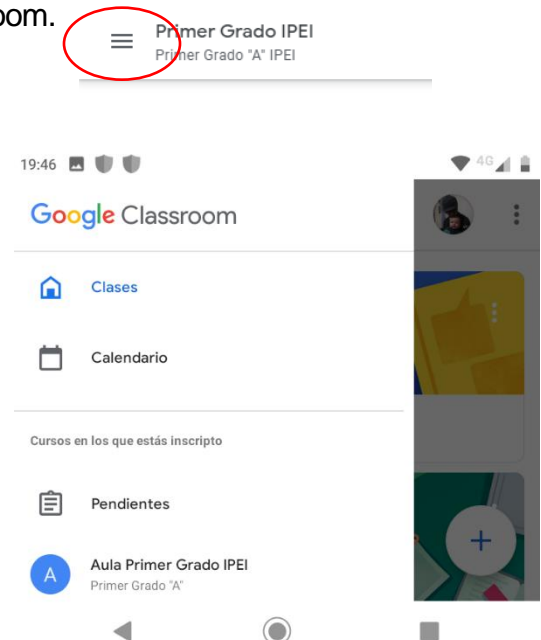 oom.
Primer Grado IPEI
Primer Grado "A" IPEI
19:46
4G
Google Classroom
Clases
Calendario
Cursos en los que estás inscripto
Pendientes
A
Aula Primer Grado IPEI
Primer Grado "A"